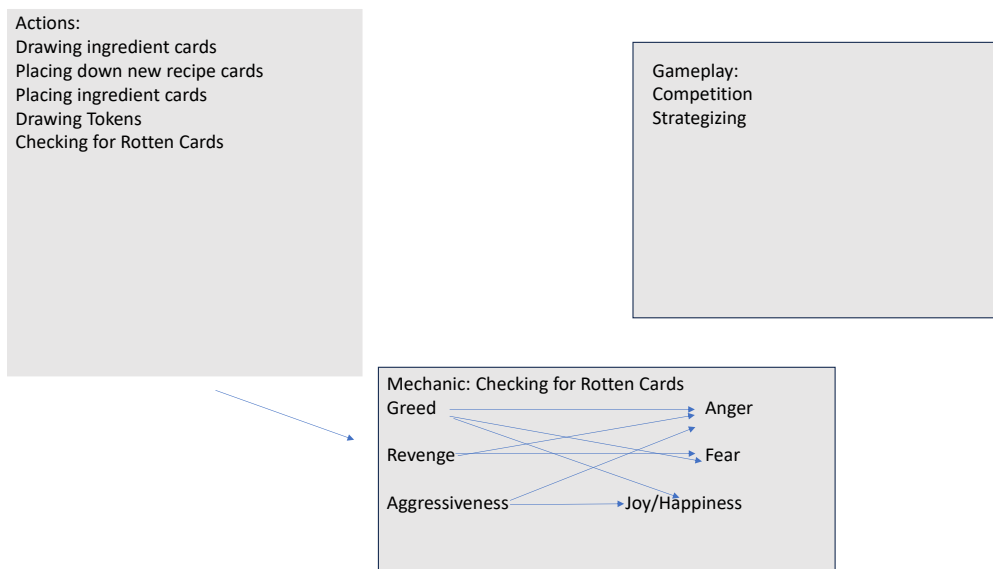 Actions:
Drawing ingredient cards
Placing down new recipe cards
Placing ingredient cards
Drawing Tokens
Checking for Rotten Cards
Gameplay:
Competition
Strategizing
Mechanic: Checking for Rotten Cards
Greed Anger
Revenge Fear
Aggressiveness Joy/Happiness